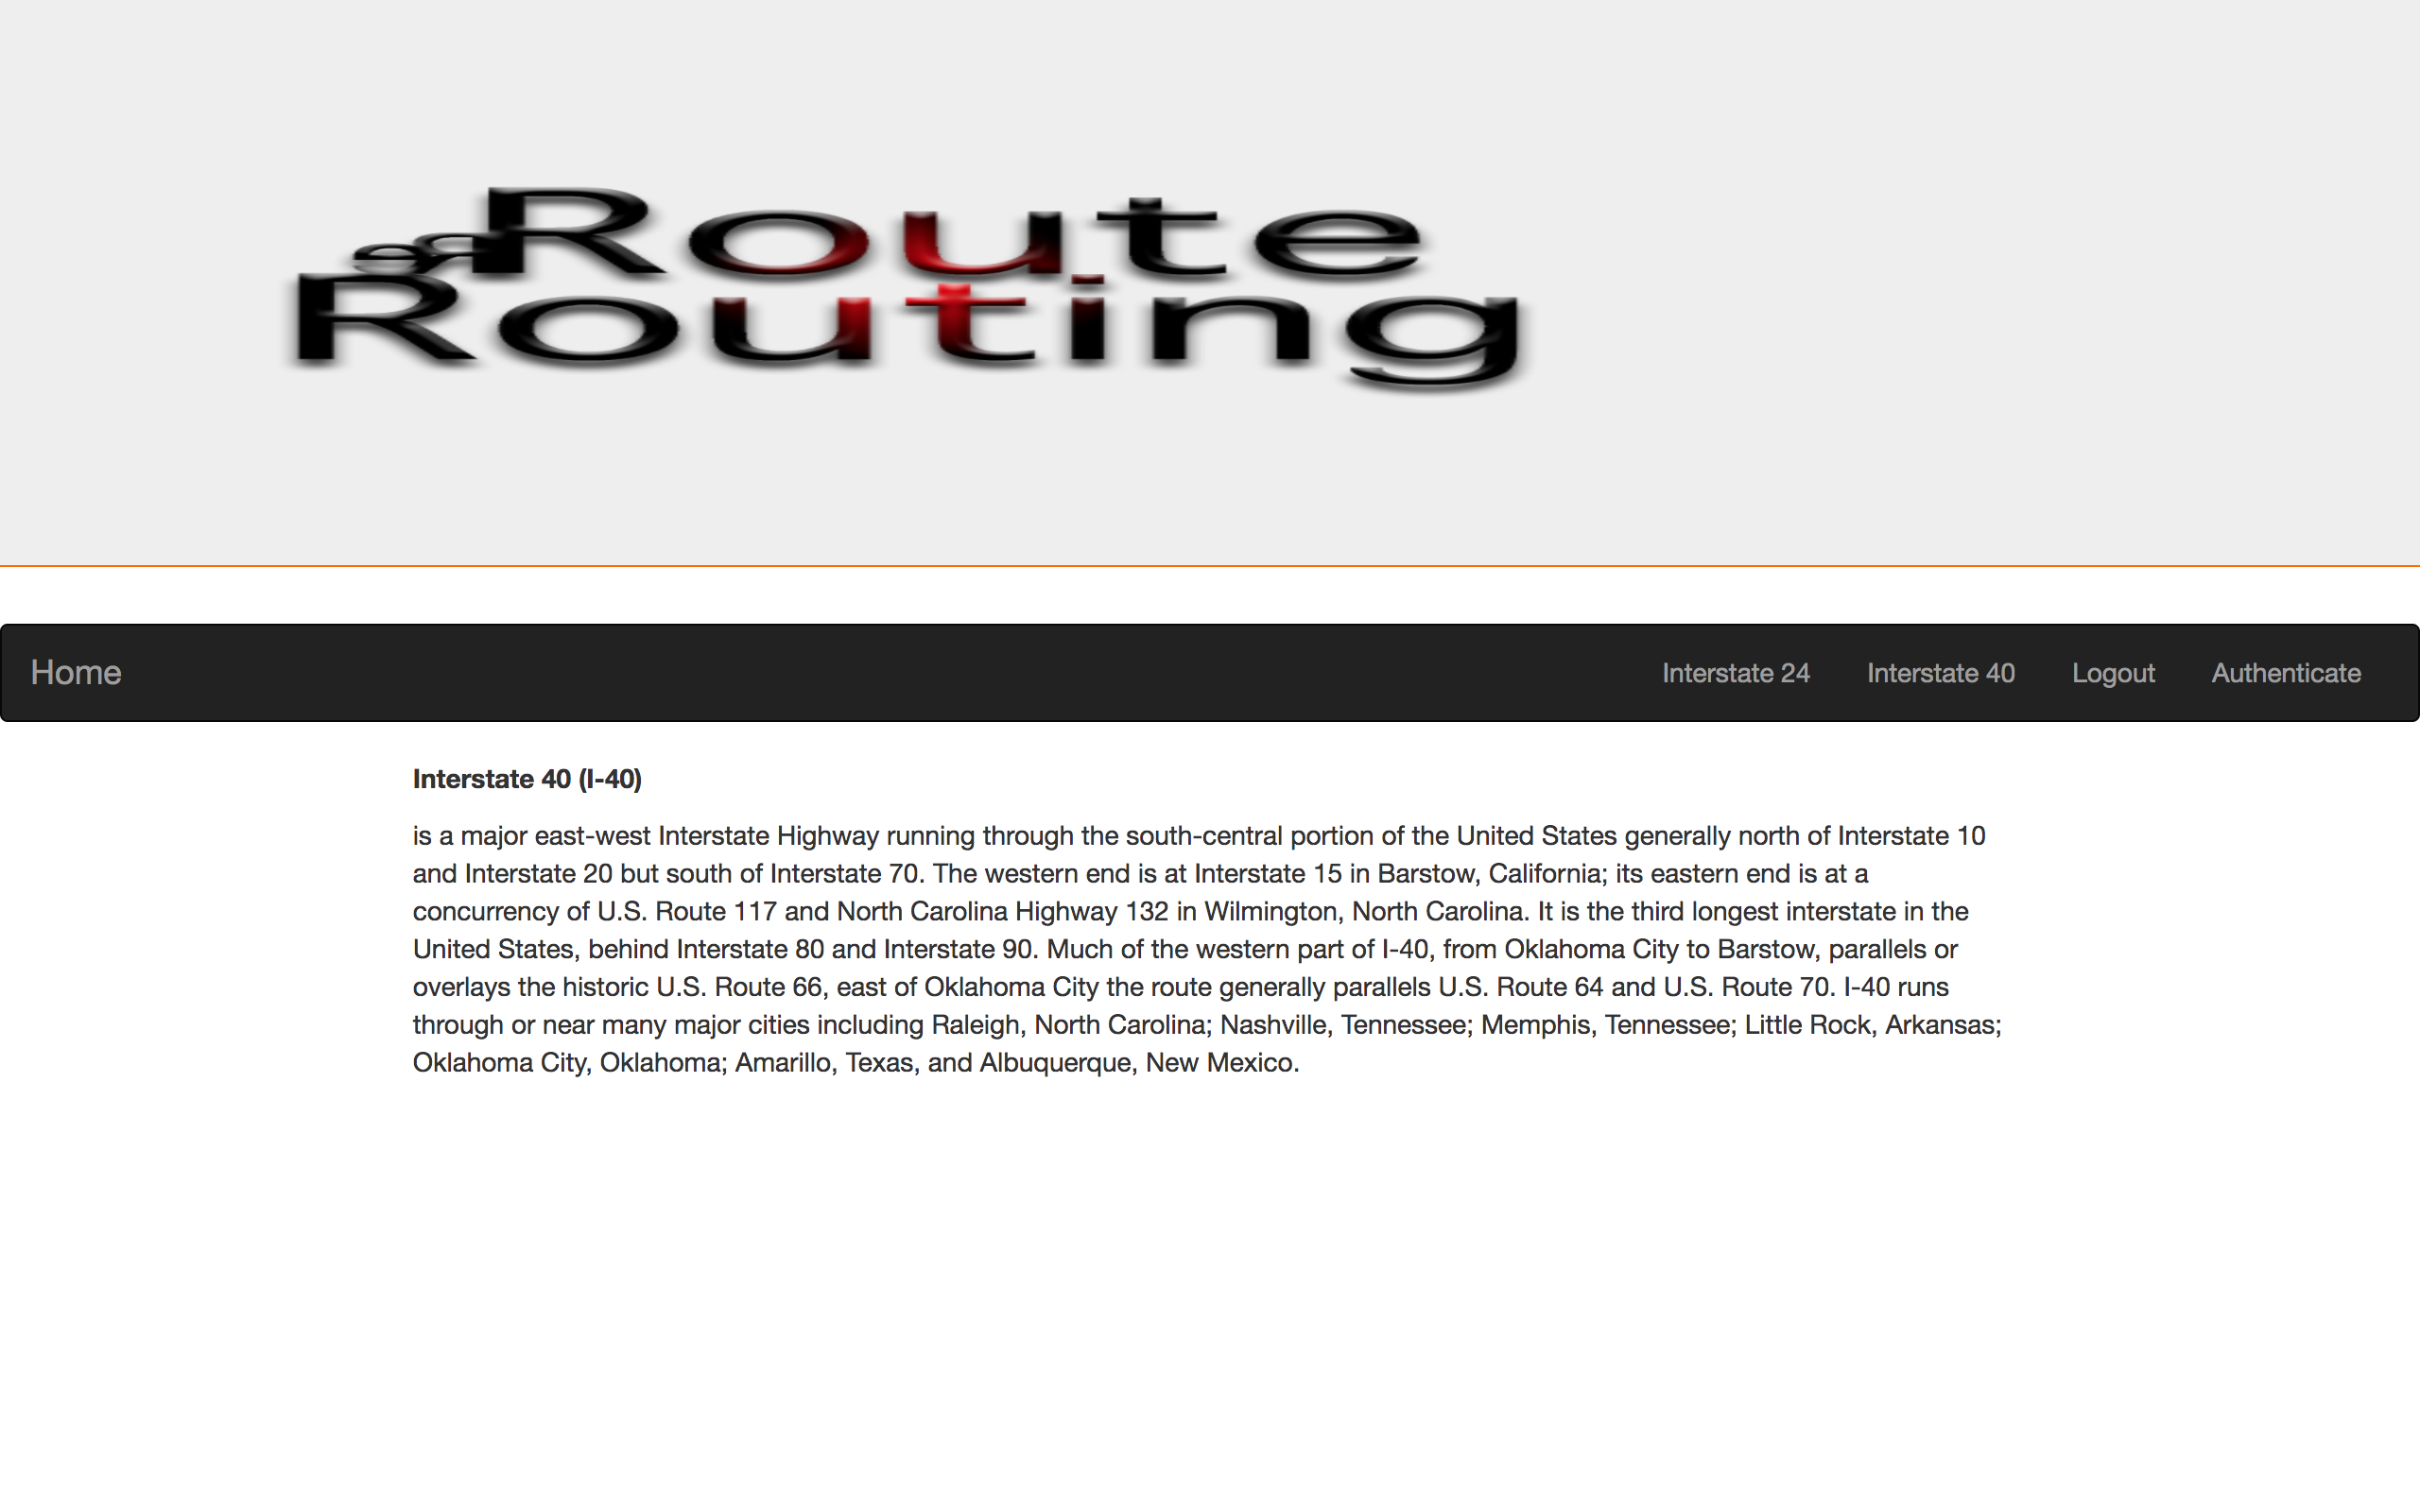 Re Route
Routing
Home Interstate 24 Interstate 40 Logout Authenticate
Interstate 40 (I-40)
is a major east-west Interstate Highway running through the south-central portion of the United States generally north of Interstate 10
and Interstate 20 but south of Interstate 70. The western end is at Interstate 15 in Barstow, California; its eastern end is at a
concurrency of U.S. Route 117 and North Carolina Highway 132 in Wilmington, North Carolina. It is the third longest interstate in the
United States, behind Interstate 80 and Interstate 90. Much of the western part of I-40, from Oklahoma City to Barstow, parallels or
overlays the historic U.S. Route 66, east of Oklahoma City the route generally parallels U.S. Route 64 and U.S. Route 70. I-40 runs
through or near many major cities including Raleigh, North Carolina; Nashville, Tennessee; Memphis, Tennessee; Little Rock, Arkansas;
Oklahoma City, Oklahoma; Amarillo, Texas, and Albuquerque, New Mexico.